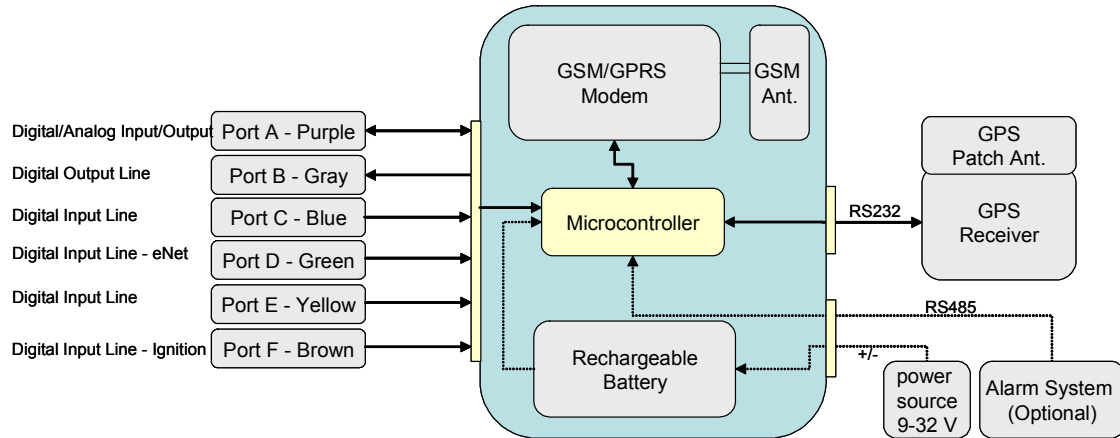 GSM/GPRS
Modem
GSM
Ant.
Digital/Analog Input/Output
Port A - Purple
Digital Output Line
Port B - Gray
Digital Input Line
Port C - Blue
Digital Input Line - eNet
Port D - Green
Digital Input Line
Port E - Yellow
Digital Input Line - Ignition
Port F - Brown
Microcontroller
Rechargeable
Battery
RS232
GPS
Patch Ant.
GPS
Receiver
RS485
+/-
power
source
9-32 V
Alarm System
(Optional)